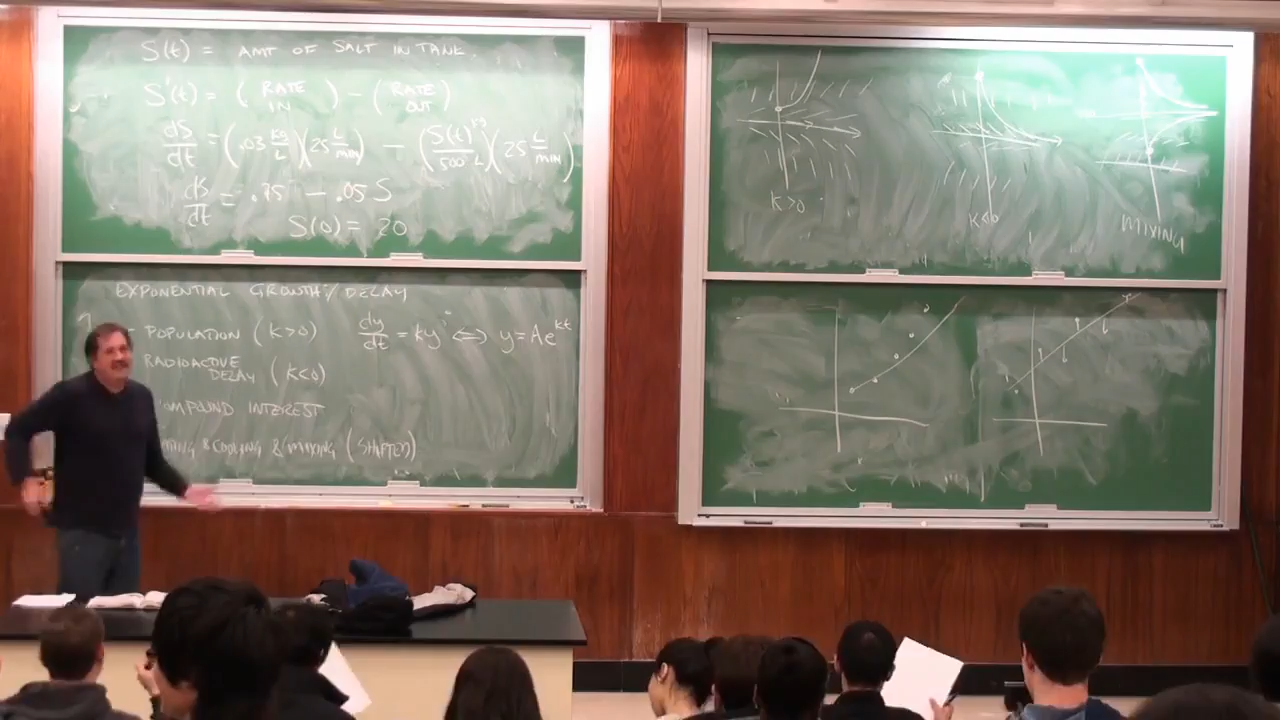 S(t) = AMT OF SALT IN TANK.
S'(t) = (RATE IN) - (RATE OUT)
dS/dt = (.03 kg/L)(25 L/min) - (S(t) kg/500 L)(25 L/MIN)
dS/dt = .75 - .05 S
S(0) = 20
EXPONENTIAL GROWTH/DECAY
POPULATION (K>0) dy/dt = ky ⟺ y = Ae^kt
RADIOACTIVE
DECAY (K<0)
OMPOUND INTEREST
& COOLING & MIXING (SHIFTED)
K>0
K<0
MIXING